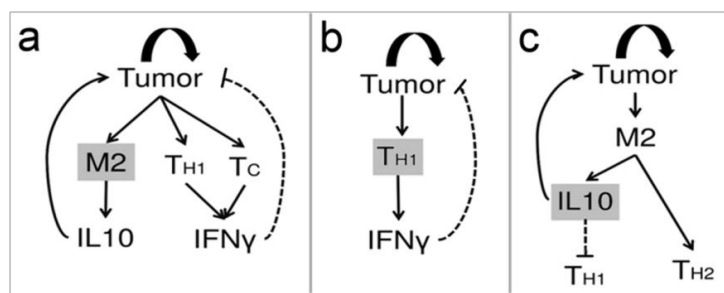 a
Tumor
M2 TH1 TC
IL10 IFNγ
b
Tumor
TH1
IFNγ
c
Tumor
M2
IL10
TH1 TH2